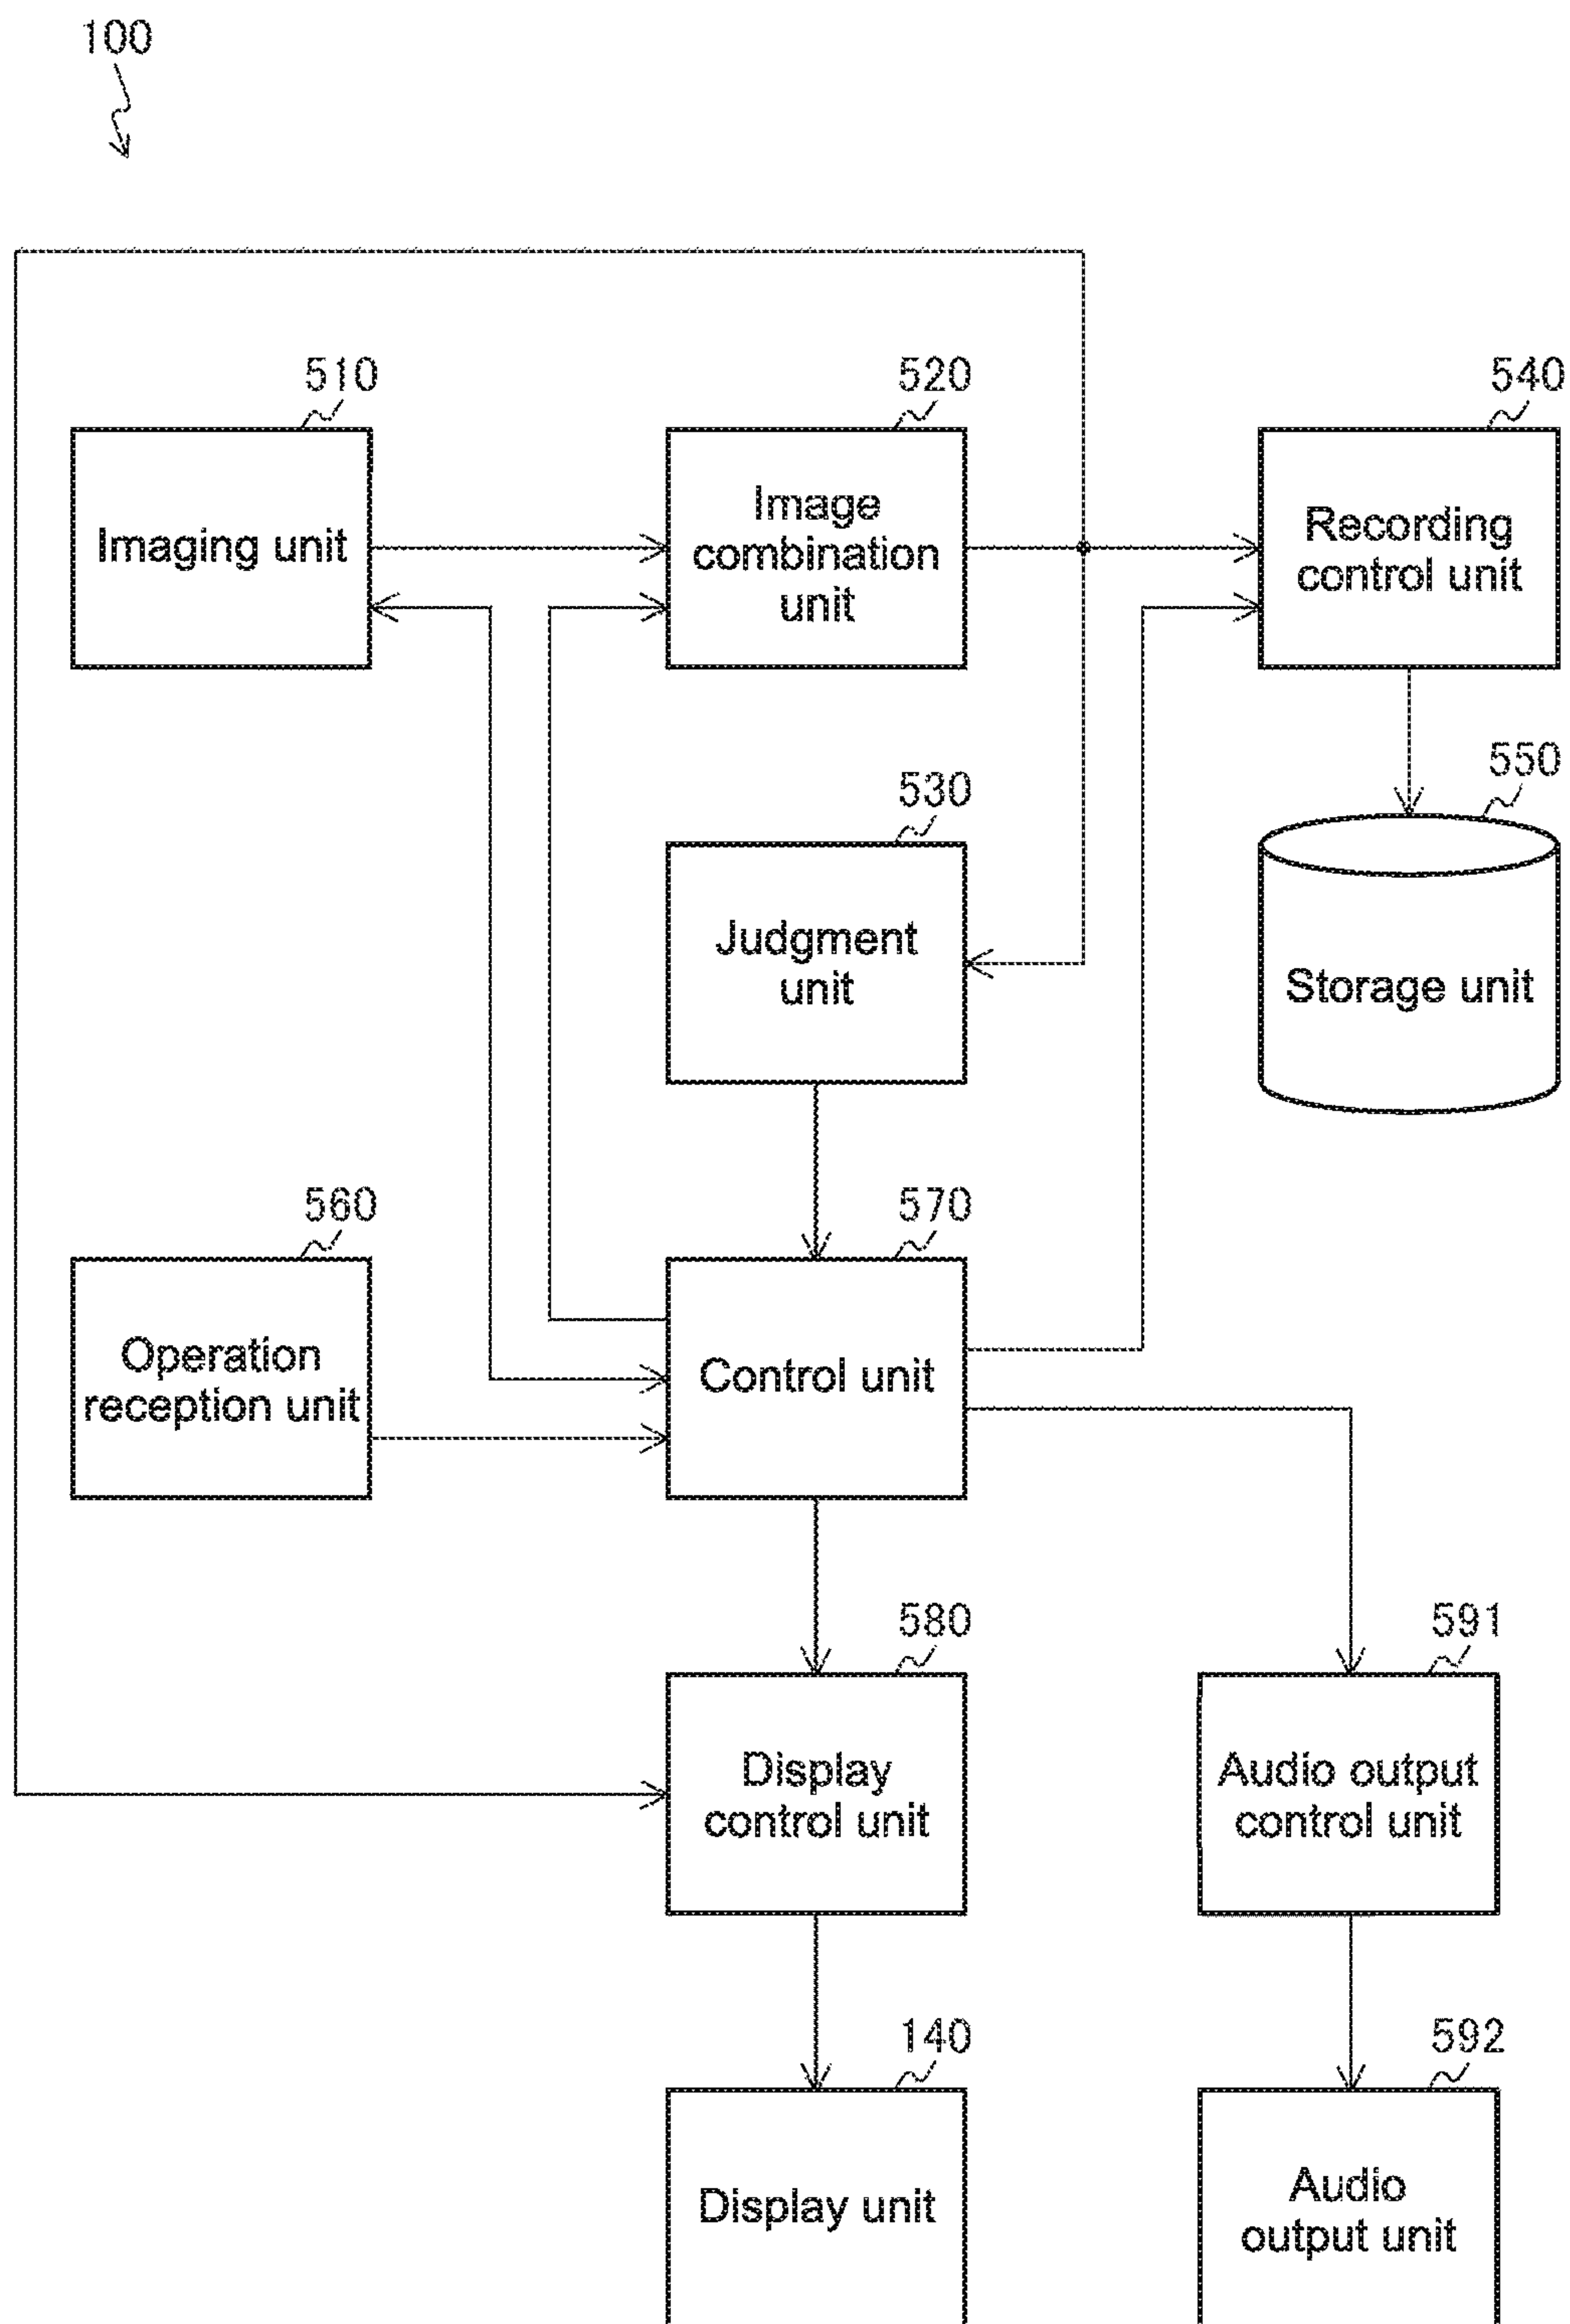 100
510
520
540
Imaging unit
Image
combination
unit
Recording
control unit
530
550
Judgment
unit
Storage unit
560
570
Operation
reception unit
Control unit
580
591
Display
control unit
Audio output
control unit
140
592
Display unit
Audio
output unit